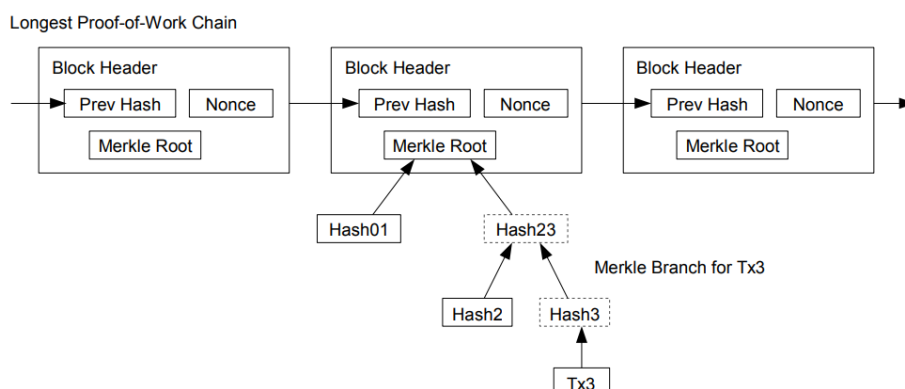 Longest Proof-of-Work Chain
Block Header Block Header Block Header
Prev Hash Nonce Prev Hash Nonce Prev Hash Nonce
Merkle Root Merkle Root Merkle Root
Hash01 Hash23
Merkle Branch for Tx3
Hash2 Hash3
Tx3